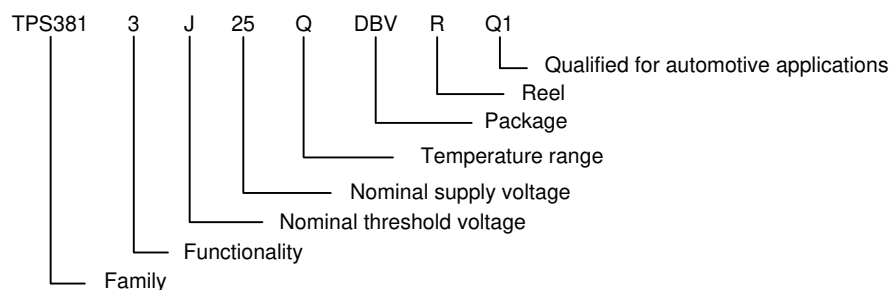 TPS381 3 J 25 Q DBV R Q1
Qualified for automotive applications
Reel
Package
Temperature range
Nominal supply voltage
Nominal threshold voltage
Functionality
Family